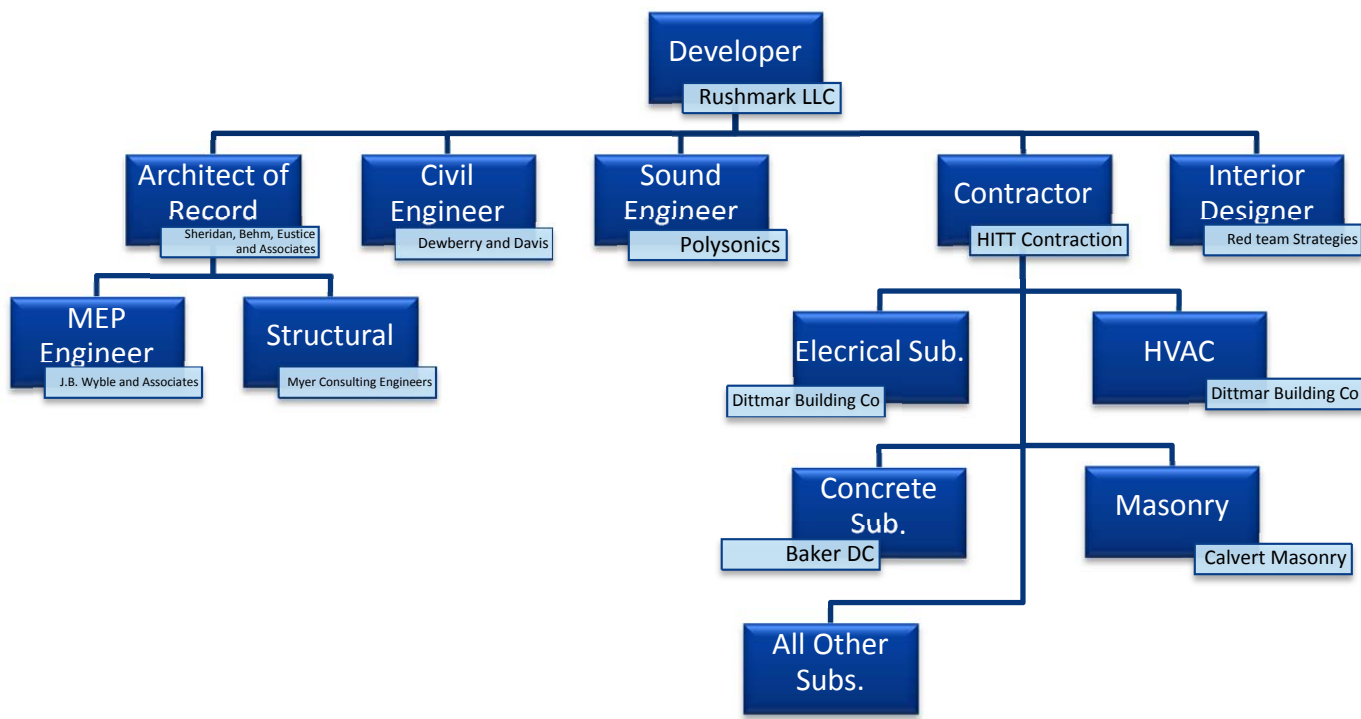 Developer
Rushmark LLC
Architect of
Record
Sheridan, Behm, Eustice
and Associates
Civil
Engineer
Dewberry and Davis
Sound
Engineer
Polysonics
Contractor
HITT Contraction
Interior
Designer
Red team Strategies
MEP
Engineer
J.B. Wyble and Associates
Structural
Myer Consulting Engineers
Elecrical Sub.
Dittmar Building Co
HVAC
Dittmar Building Co
Concrete
Sub.
Baker DC
Masonry
Calvert Masonry
All Other
Subs.